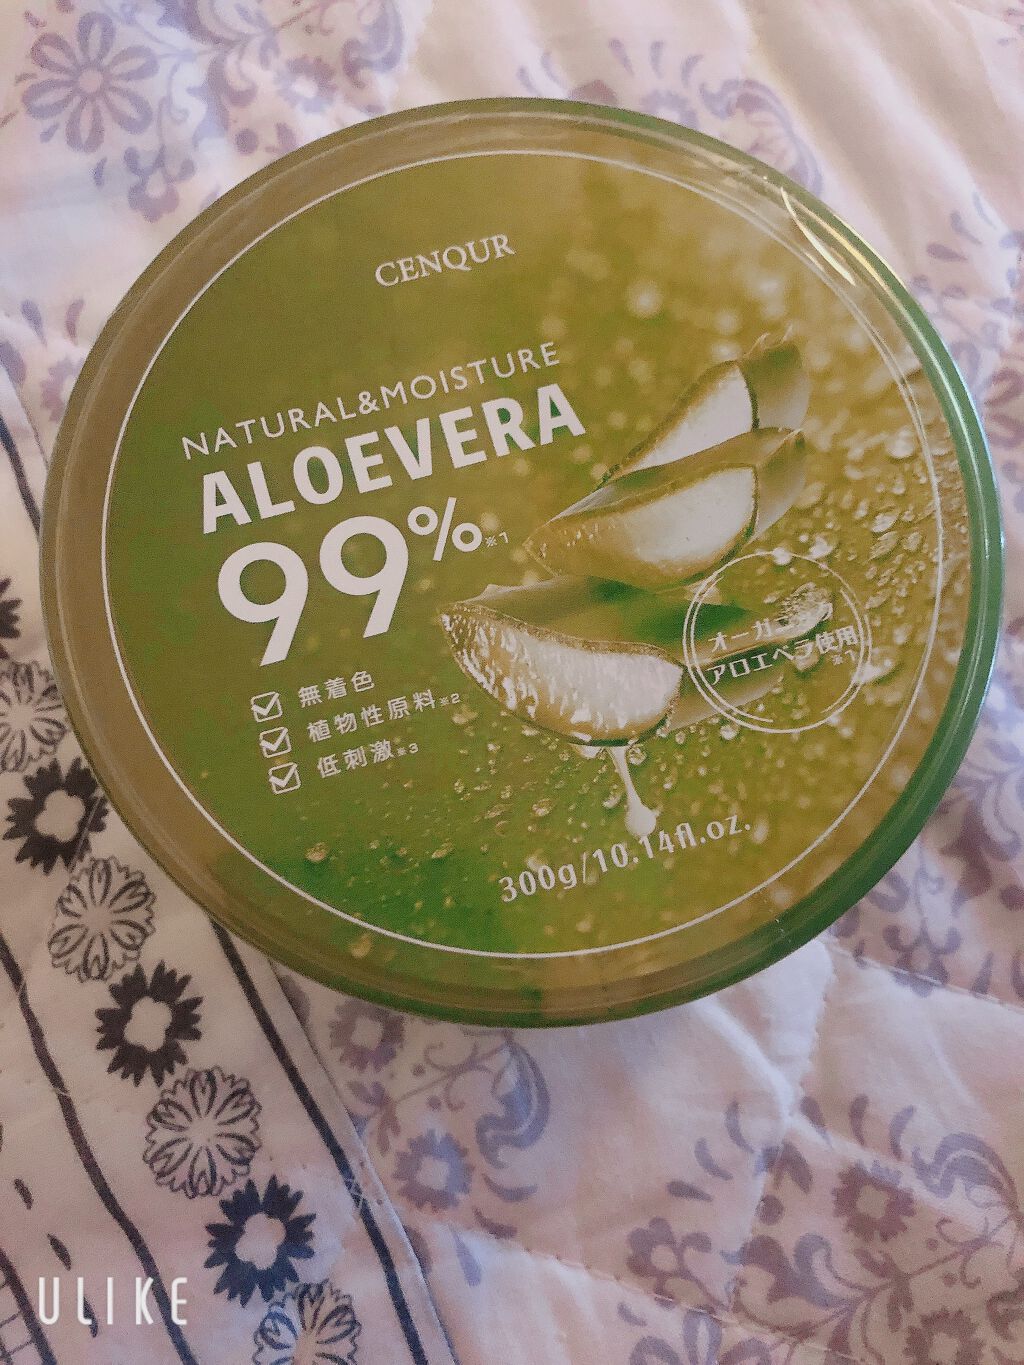 CENQUR
NATURAL&MOISTURE
ALOEVERA
99%※1
無着色
植物性原料※2
低刺激※3
アロエベラ使用
※1
300g/10.14fl.oz.
ULIKE